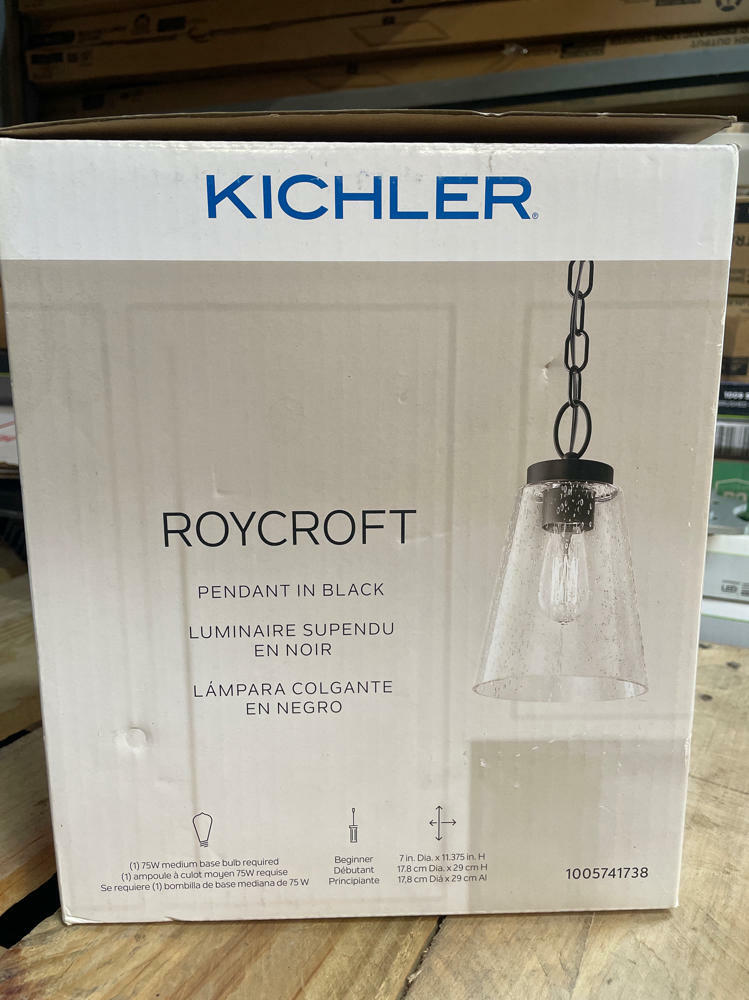 KICHLER®
ROYCROFT
PENDANT IN BLACK
LUMINAIRE SUPENDU
EN NOIR
LÁMPARA COLGANTE
EN NEGRO
(1) 75W medium base bulb required
(1) ampoule à culot moyen 75W requise
Se requiere (1) bombilla de base mediana de 75 W
Beginner
Débutant
Principiante
7 in. Dia. x 11.375 in. H
17.8 cm Dia. x 29 cm H
17,8 cm Diá x 29 cm Al
1005741738